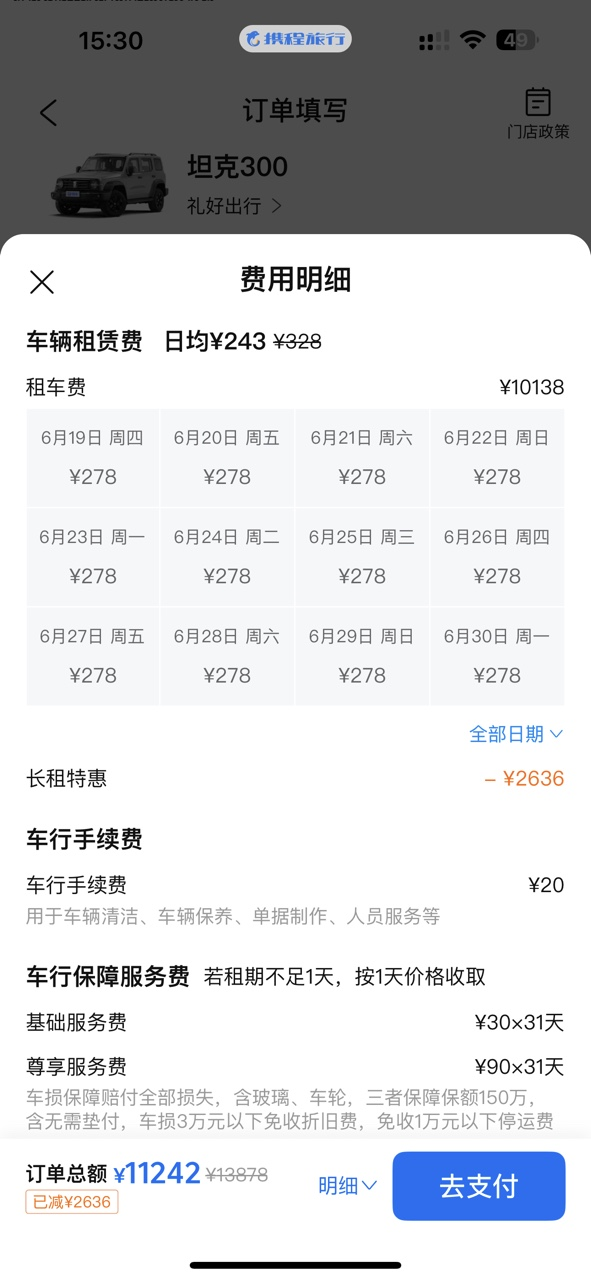 15:30
携程旅行
49
订单填写
门店政策
坦克300
礼好出行 >
费用明细
车辆租赁费 日均¥243 ¥328
租车费 ¥10138
6月19日 周四 6月20日 周五 6月21日 周六 6月22日 周日
¥278 ¥278 ¥278 ¥278
6月23日 周一 6月24日 周二 6月25日 周三 6月26日 周四
¥278 ¥278 ¥278 ¥278
6月27日 周五 6月28日 周六 6月29日 周日 6月30日 周一
¥278 ¥278 ¥278 ¥278
全部日期
长租特惠 – ¥2636
车行手续费
车行手续费 ¥20
用于车辆清洁、车辆保养、单据制作、人员服务等
车行保障服务费 若租期不足1天，按1天价格收取
基础服务费 ¥30×31天
尊享服务费 ¥90×31天
车损保障赔付全部损失，含玻璃、车轮，三者保障保额150万，
含无需垫付，车损3万元以下免收折旧费，免收1万元以下停运费
订单总额 ¥11242 ¥13878
已减¥2636
明细
去支付